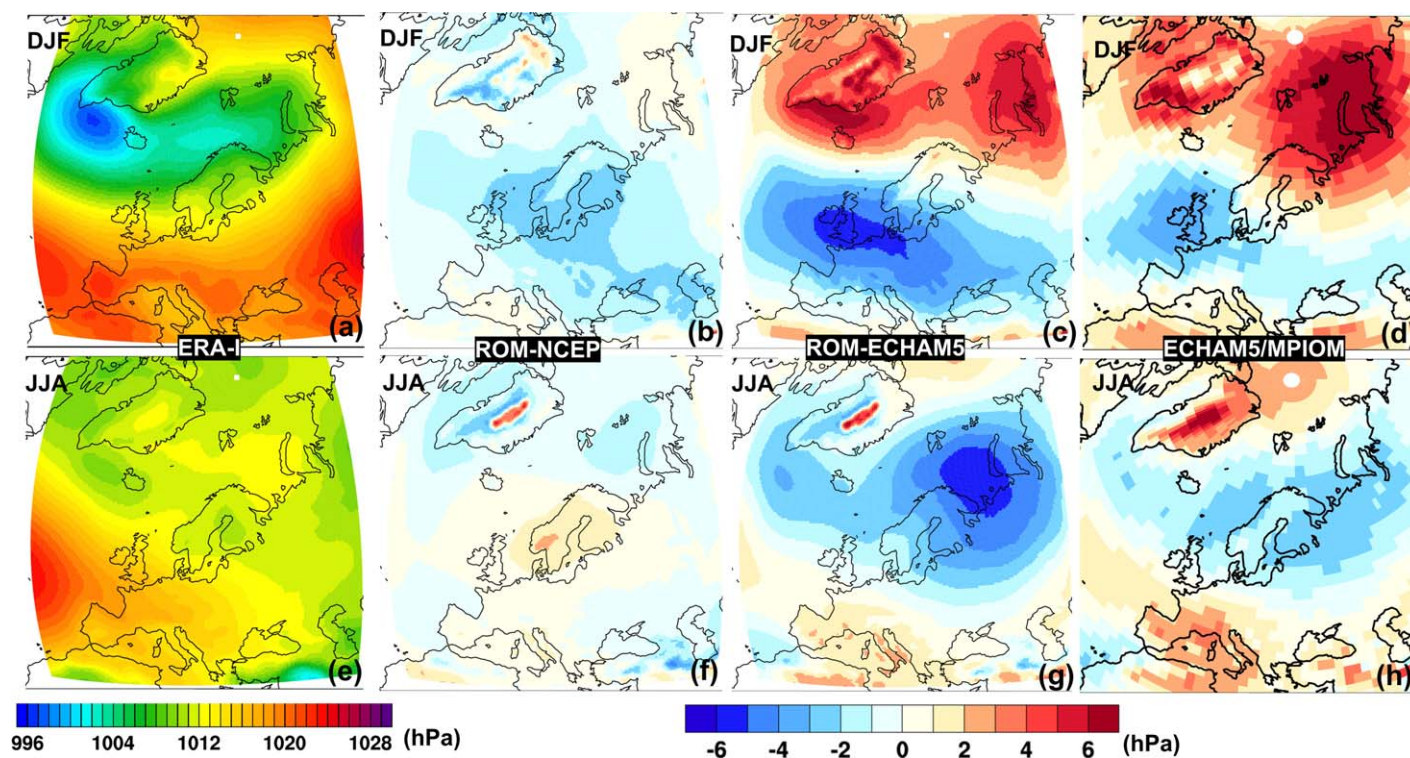 DJF
DJF
DJF
DJF
(a)
(b)
(c)
(d)
ERA-I
ROM-NCEP
ROM-ECHAM5
ECHAM5/MPIOM
JJA
JJA
JJA
JJA
(e)
(f)
(g)
(h)
996 1004 1012 1020 1028 (hPa)
-6 -4 -2 0 2 4 6 (hPa)